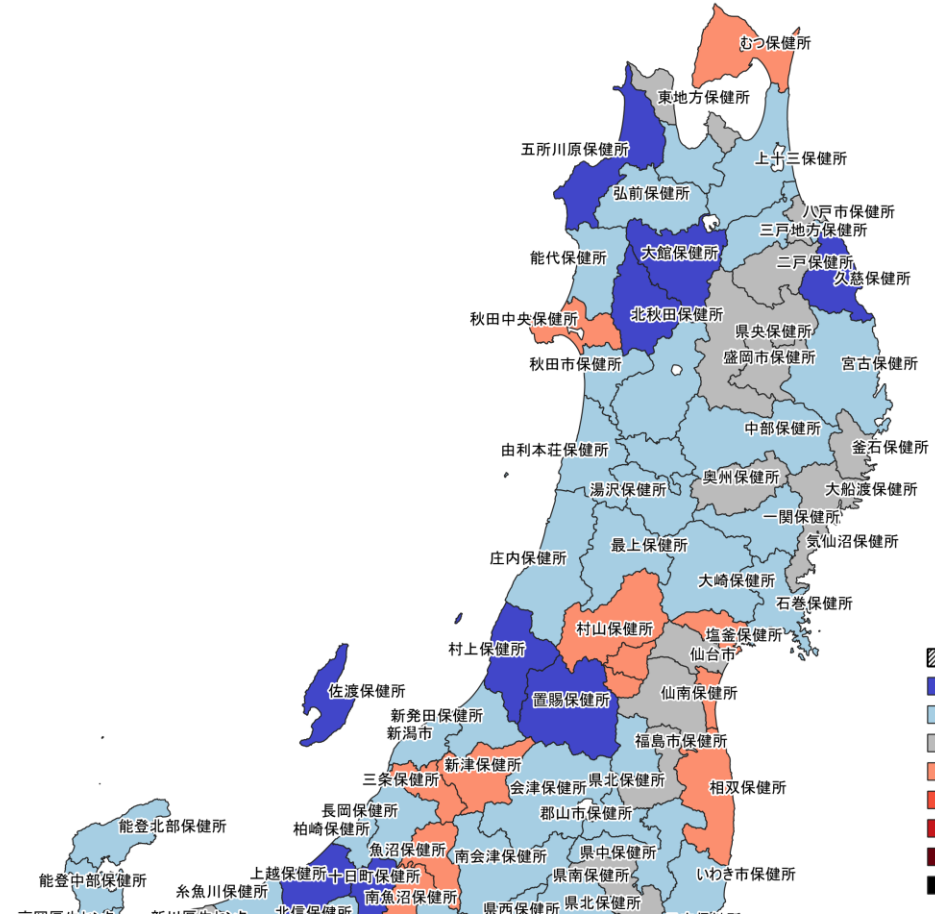 むつ保健所
東地方保健所
五所川原保健所
上十三保健所
弘前保健所
八戸市保健所
三戸地方保健所
大館保健所
能代保健所
二戸保健所
久慈保健所
北秋田保健所
秋田中央保健所
県央保健所
盛岡市保健所
秋田市保健所
宮古保健所
中部保健所
釜石保健所
由利本荘保健所
奥州保健所
湯沢保健所
大船渡保健所
一関保健所
気仙沼保健所
最上保健所
庄内保健所
大崎保健所
石巻保健所
村山保健所
塩釜保健所
村上保健所
仙台市
佐渡保健所
置賜保健所
仙南保健所
新発田保健所
新潟市
福島市保健所
新津保健所
三条保健所
会津保健所
県北保健所
相双保健所
長岡保健所
郡山市保健所
柏崎保健所
能登北部保健所
魚沼保健所
南会津保健所
県中保健所
上越保健所
十日町保健所
県南保健所
いわき市保健所
能登中部保健所
糸魚川保健所
南魚沼保健所
県北保健所
県西保健所
北信保健所